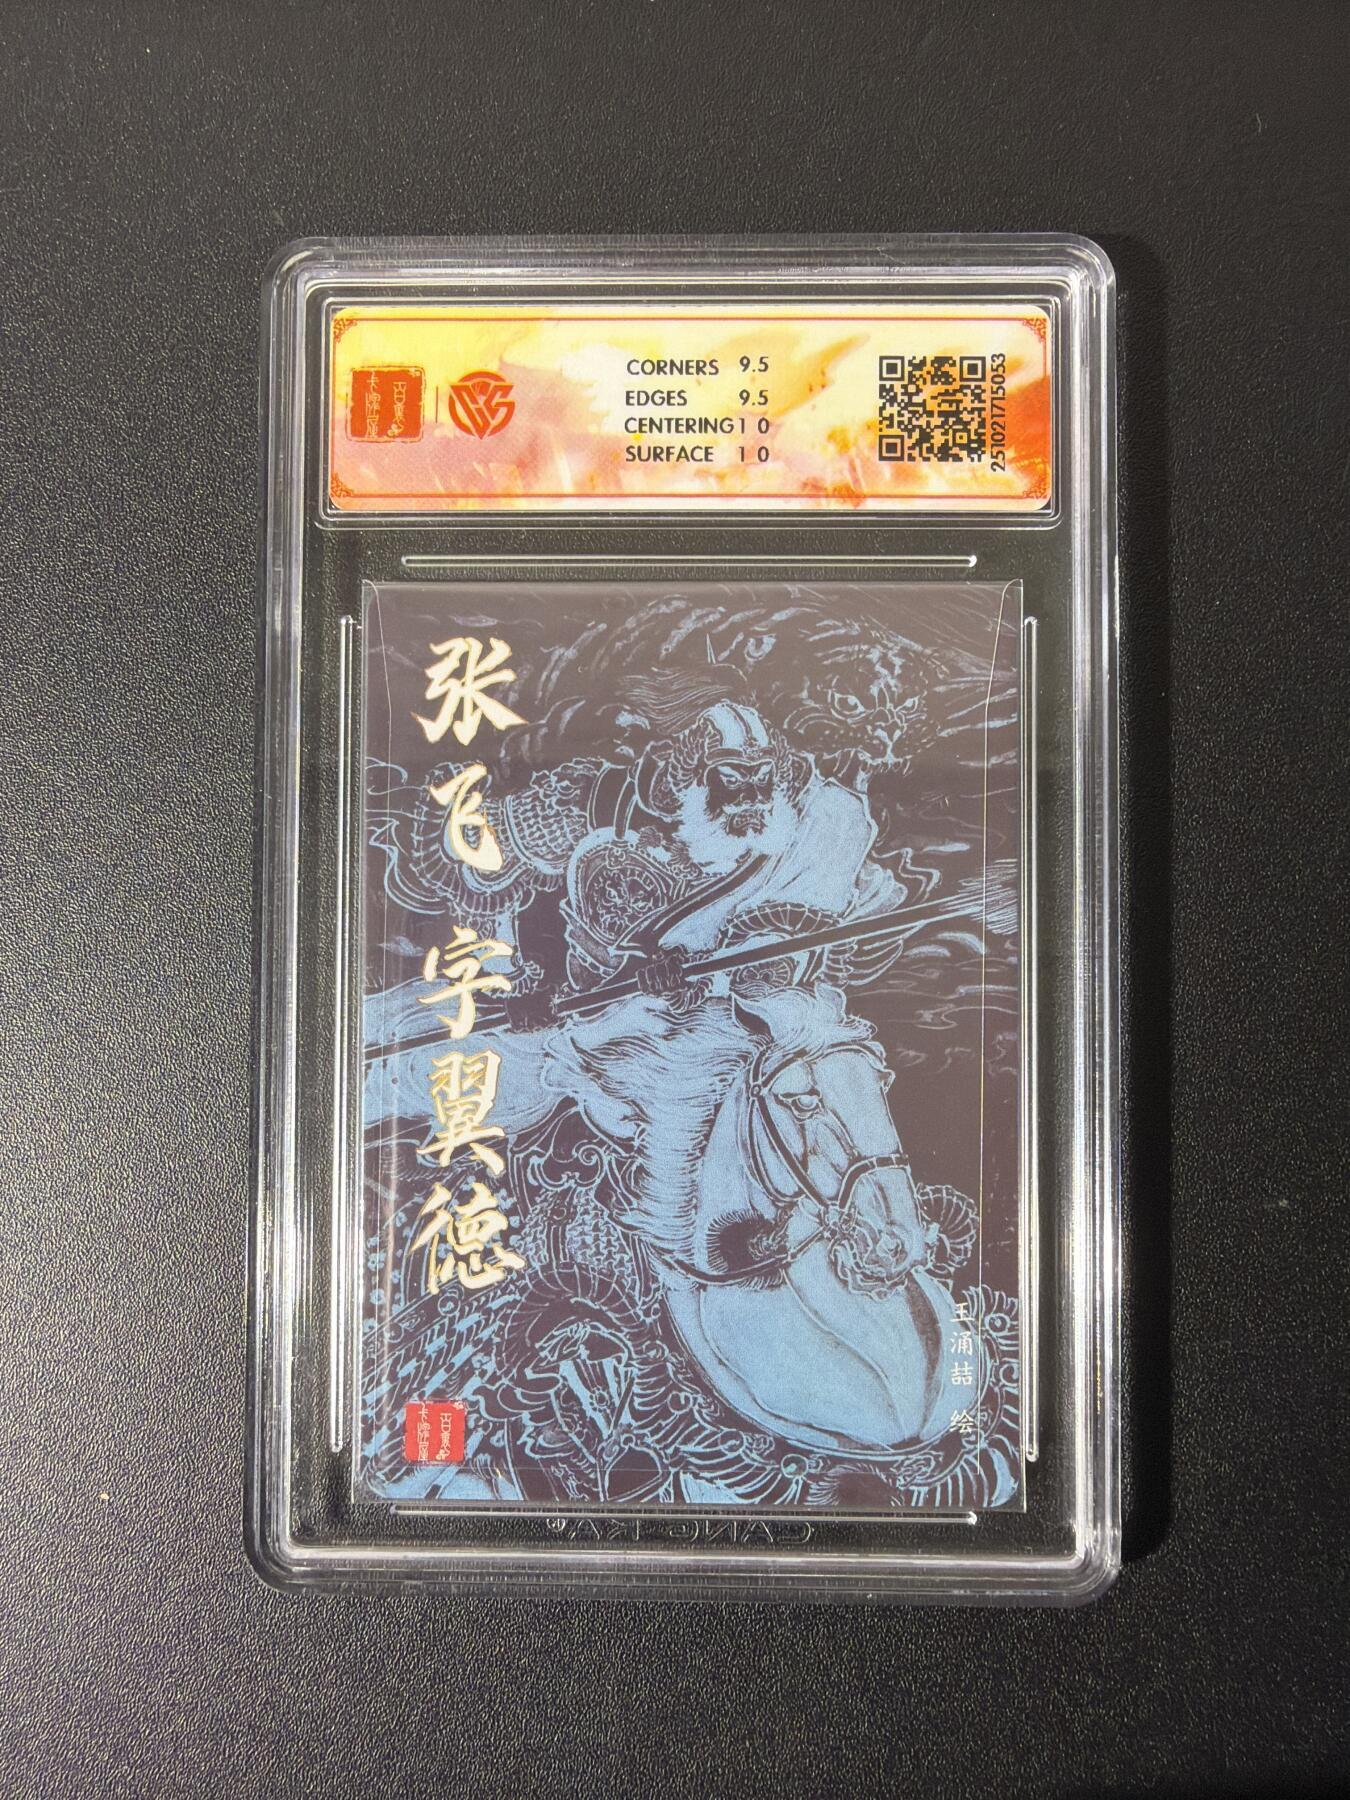 CORNERS 9.5
EDGES 9.5
CENTERING 10
SURFACE 10
251021715053
张飞字翼德
王涌喆 绘